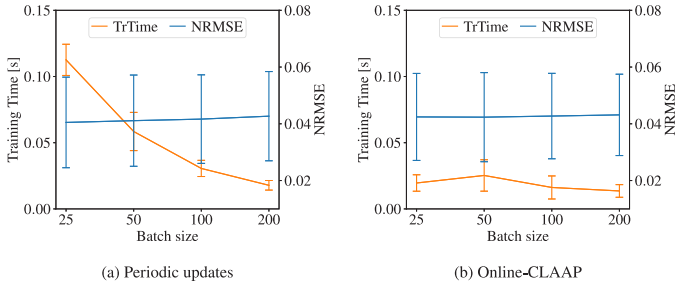 TrTime NRMSE
0.15
0.10
0.05
0.00
Training Time [s]
0.08
0.06
0.04
0.02
NRMSE
25 50 100 200
Batch size
(a) Periodic updates
TrTime NRMSE
0.15
0.10
0.05
0.00
Training Time [s]
0.08
0.06
0.04
0.02
NRMSE
25 50 100 200
Batch size
(b) Online-CLAAP